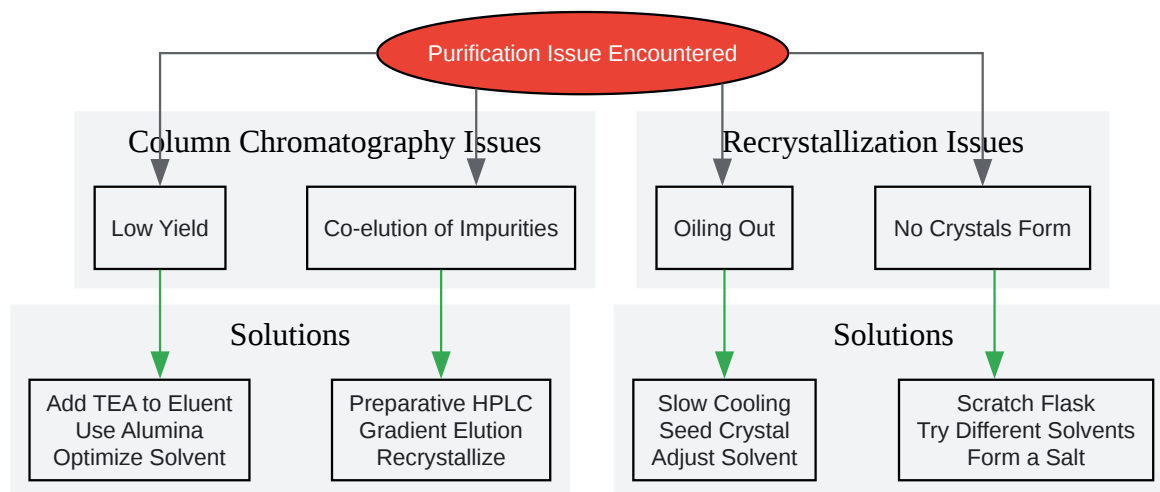 Purification Issue Encountered
Column Chromatography Issues
Recrystallization Issues
Low Yield
Co-elution of Impurities
Oiling Out
No Crystals Form
Solutions
Solutions
Add TEA to Eluent
Use Alumina
Optimize Solvent
Preparative HPLC
Gradient Elution
Recrystallize
Slow Cooling
Seed Crystal
Adjust Solvent
Scratch Flask
Try Different Solvents
Form a Salt